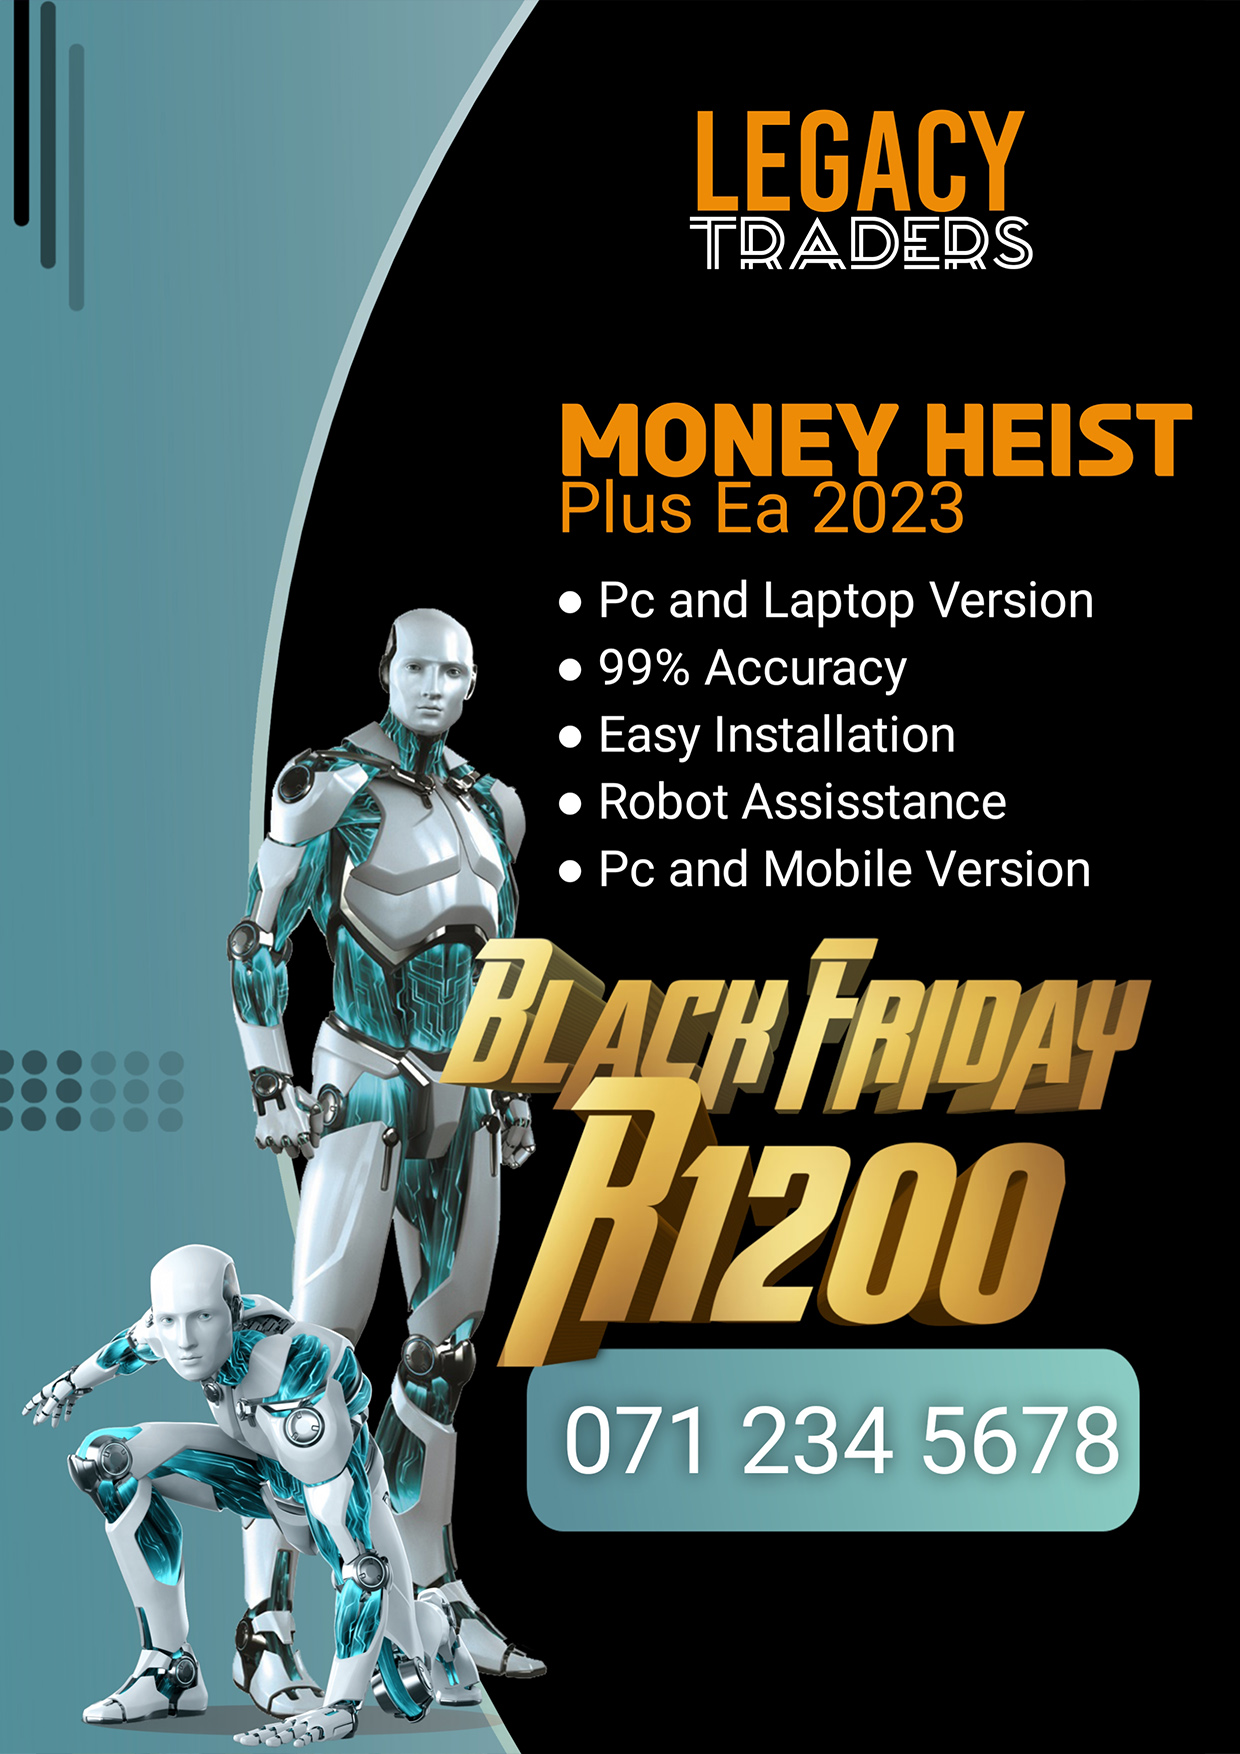 LEGACY
TRADERS
MONEY HEIST
Plus Ea 2023
● Pc and Laptop Version
● 99% Accuracy
● Easy Installation
● Robot Assisstance
● Pc and Mobile Version
BLACK FRIDAY
R1200
071 234 5678